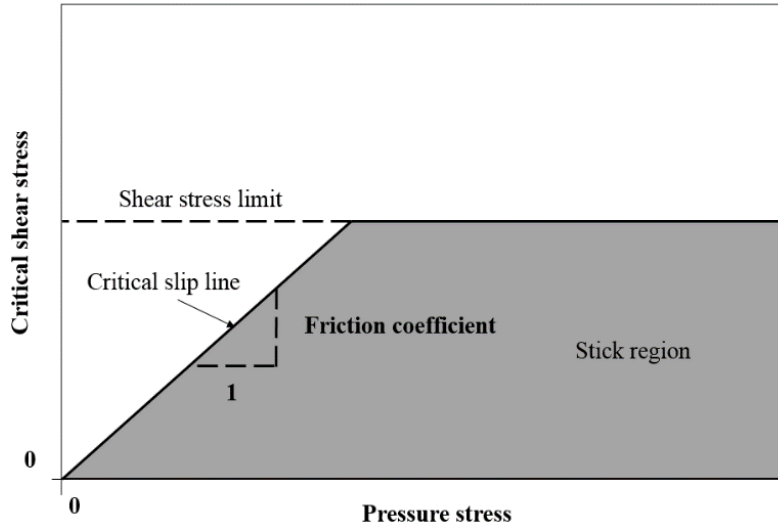 Critical shear stress
Shear stress limit
Critical slip line
Friction coefficient
Stick region
1
0
0
Pressure stress